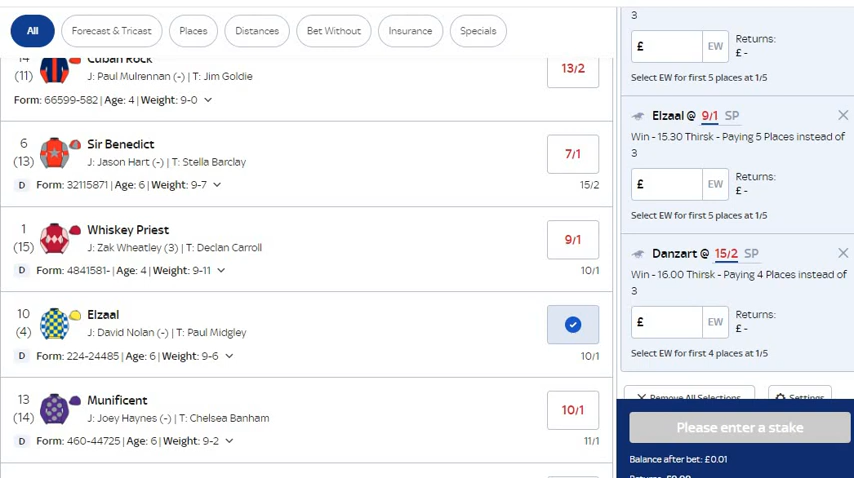 All
Forecast & Tricast
Places
Distances
Bet Without
Insurance
Specials
14
(11)
Cuban Rock
J: Paul Mulrennan (-) | T: Jim Goldie
Form: 66599-582 | Age: 4 | Weight: 9-0
13/2
6
(13)
Sir Benedict
J: Jason Hart (-) | T: Stella Barclay
D Form: 32115871 | Age: 6 | Weight: 9-7
7/1
15/2
1
(15)
Whiskey Priest
J: Zak Wheatley (3) | T: Declan Carroll
D Form: 4841581- | Age: 4 | Weight: 9-11
9/1
10/1
10
(4)
Elzaal
J: David Nolan (-) | T: Paul Midgley
D Form: 224-24485 | Age: 6 | Weight: 9-6
10/1
13
(14)
Munificent
J: Joey Haynes (-) | T: Chelsea Banham
D Form: 460-44725 | Age: 6 | Weight: 9-2
10/1
11/1
3
£ EW
Returns:
£ -
Select EW for first 5 places at 1/5
Elzaal @ 9/1 SP
Win - 15.30 Thirsk - Paying 5 Places instead of
3
£ EW
Returns:
£ -
Select EW for first 5 places at 1/5
Danzart @ 15/2 SP
Win - 16.00 Thirsk - Paying 4 Places instead of
3
£ EW
Returns:
£ -
Select EW for first 4 places at 1/5
Remove All Selections
Settings
Please enter a stake
Balance after bet: £0.01
Returns: £0.00